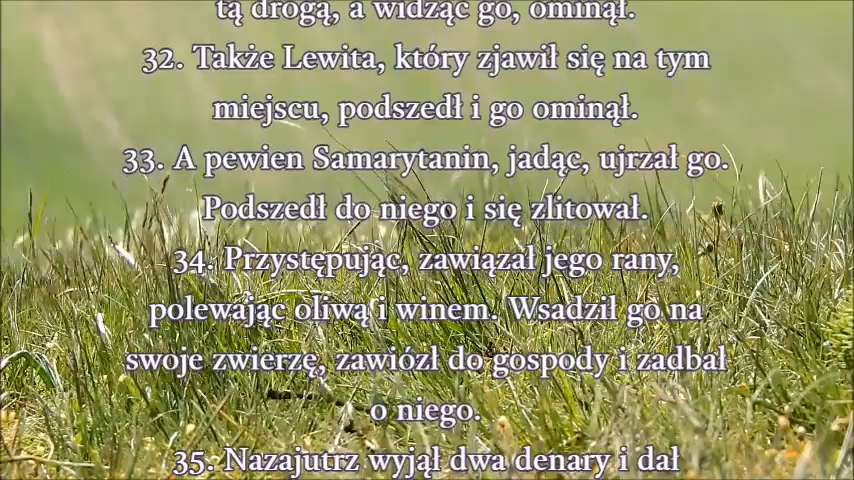 tą drogą, a widząc go, ominął.
32. Także Lewita, który zjawił się na tym
miejscu, podszedł i go ominął.
33. A pewien Samarytanin, jadąc, ujrzał go.
Podszedł do niego i się zlitował.
34. Przystępując, zawiązał jego rany,
polewając oliwą i winem. Wsadził go na
swoje zwierzę, zawiózł do gospody i zadbał
o niego.
35. Nazajutrz wyjął dwa denary i dał